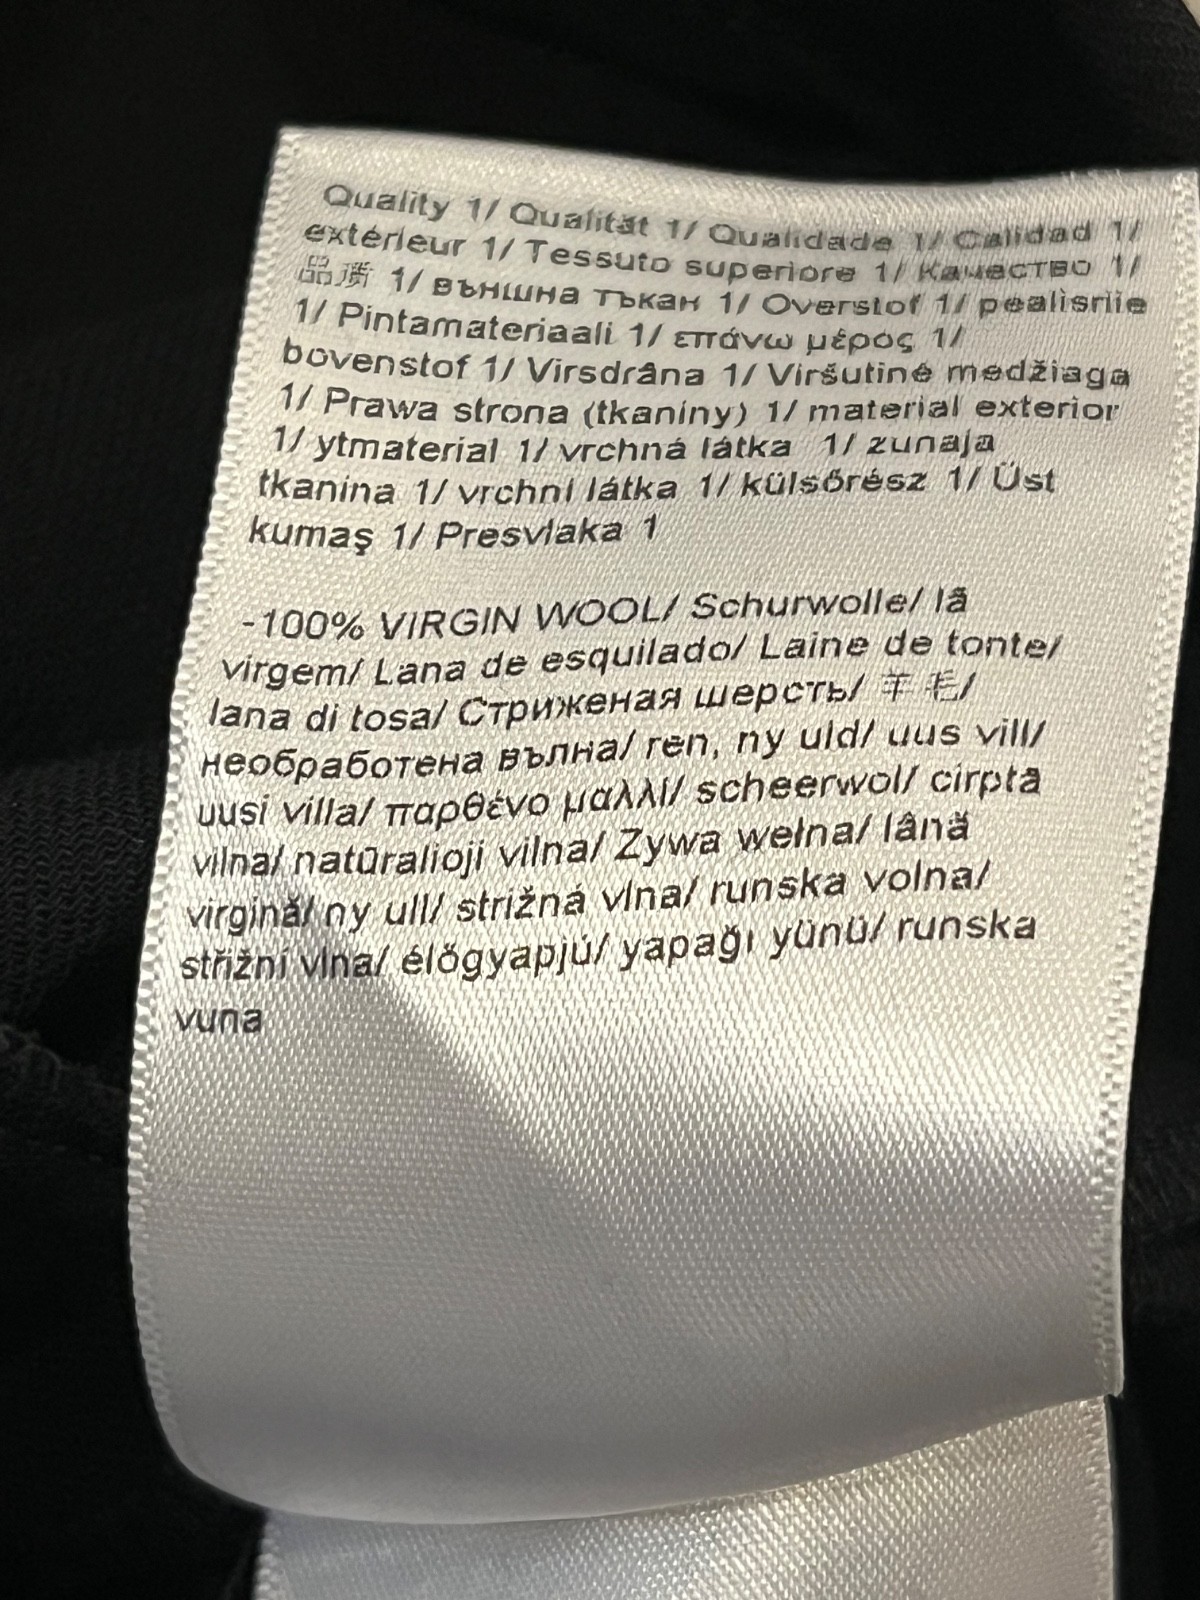 Quality 1/ Qualität 1/ Qualidade 1/ Calidad 1/
extérieur 1/ Tessuto superiore 1/ Качество 1/
品质 1/ външна тъкан 1/ Overstof 1/ pealisriie
1/ Pintamateriaali 1/ επάνω μέρος 1/
bovenstof 1/ Virsdrâna 1/ Viršutinė medžiaga
1/ Prawa strona (tkaniny) 1/ material exterior
1/ ytmaterial 1/ vrchná látka 1/ zunaja
tkanina 1/ vrchní látka 1/ külsőrész 1/ Üst
kumaş 1/ Presvlaka 1
-100% VIRGIN WOOL/ Schurwolle/ lã
virgem/ Lana de esquilado/ Laine de tonte/
lana di tosa/ Стриженая шерсть/ 羊毛/
необработена вълна/ ren, ny uld/ uus vill/
uusi villa/ παρθένο μαλλί/ scheerwol/ cirpta
vilna/ natūralioji vilna/ Zywa wełna/ lână
virgină/ ny ull/ strižná vlna/ runska volna/
střižní vlna/ élőgyapjú/ yapağı yünü/ runska
vuna